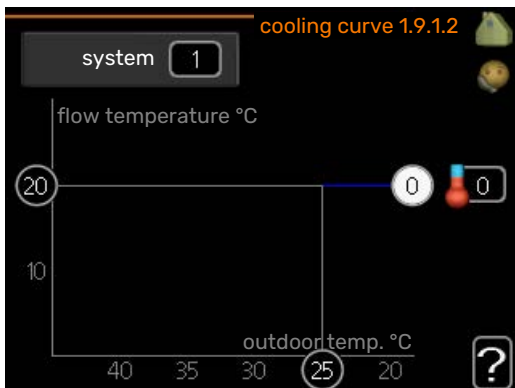 cooling curve 1.9.1.2
system 1
flow temperature °C
20 0 0
10
outdoor temp. °C
40 35 30 25 20
?